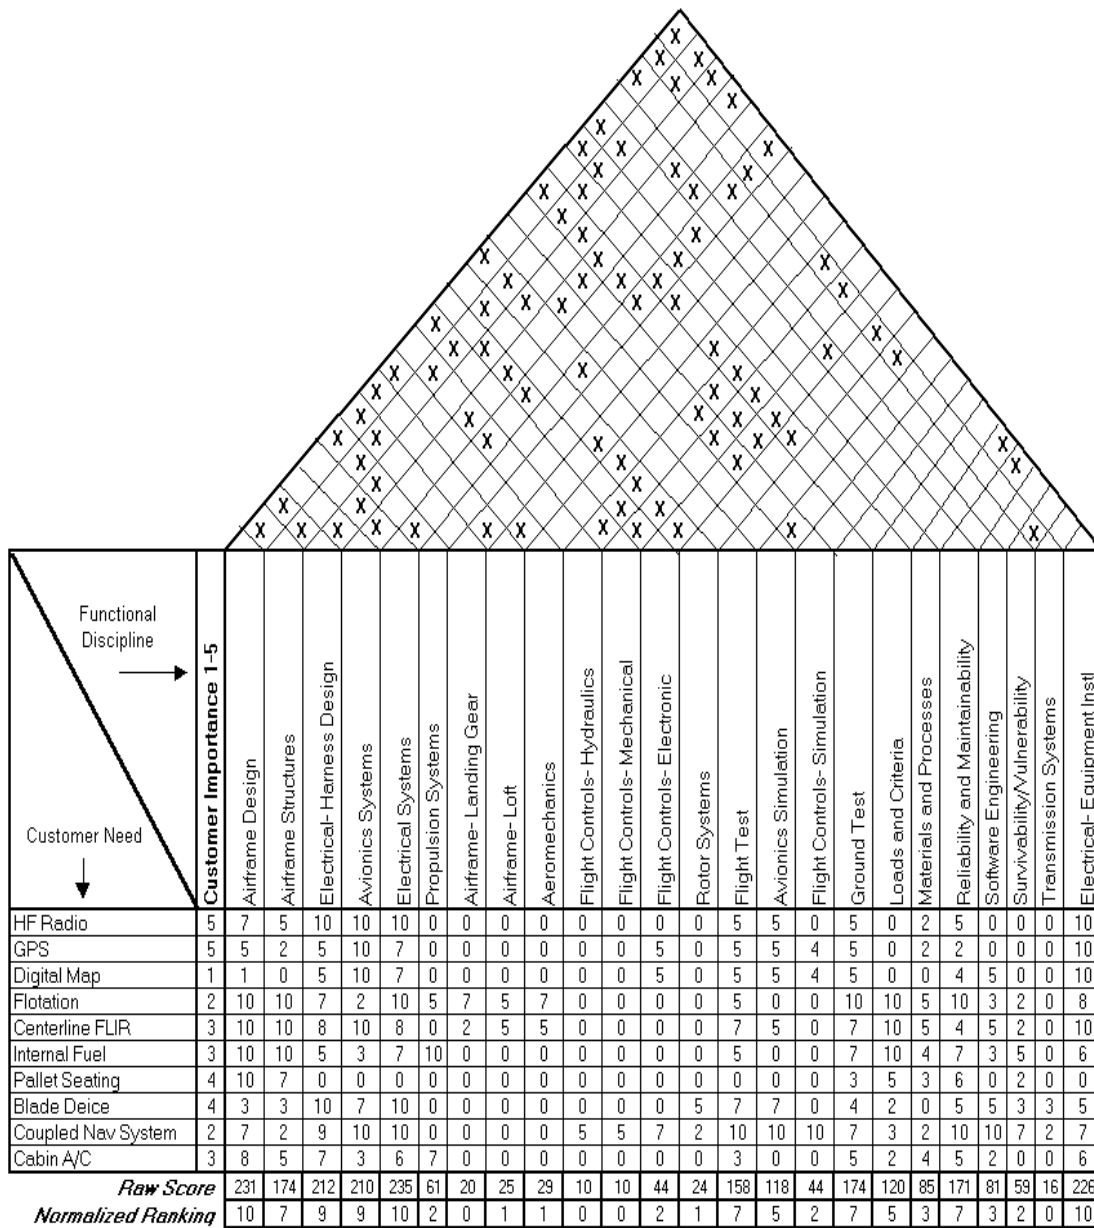 Functional
Discipline
Customer Need
Customer Importance 1-5
Airframe Design
Airframe Structures
Electrical- Harness Design
Avionics Systems
Electrical Systems
Propulsion Systems
Airframe- Landing Gear
Airframe- Loft
Aeromechanics
Flight Controls- Hydraulics
Flight Controls- Mechanical
Flight Controls- Electronic
Rotor Systems
Flight Test
Avionics Simulation
Flight Controls- Simulation
Ground Test
Loads and Criteria
Materials and Processes
Reliability and Maintainability
Software Engineering
Survivability/Vulnerability
Transmission Systems
Electrical- Equipment Instl
HF Radio 5 7 5 10 10 10 0 0 0 0 0 0 0 0 5 5 0 5 0 2 5 0 0 0 10
GPS 5 5 2 5 10 7 0 0 0 0 0 0 5 0 5 5 4 5 0 2 2 0 0 0 10
Digital Map 1 1 0 5 10 7 0 0 0 0 0 0 5 0 5 5 4 5 0 0 4 5 0 0 10
Flotation 2 10 10 7 2 10 5 7 5 7 0 0 0 0 5 0 0 10 10 5 10 3 2 0 8
Centerline FLIR 3 10 10 8 10 8 0 2 5 5 0 0 0 0 7 5 0 7 10 5 4 5 2 0 10
Internal Fuel 3 10 10 5 3 7 10 0 0 0 0 0 0 0 5 0 0 7 10 4 7 3 5 0 6
Pallet Seating 4 10 7 0 0 0 0 0 0 0 0 0 0 0 0 0 0 3 5 3 6 0 2 0 0
Blade Deice 4 3 3 10 7 10 0 0 0 0 0 0 0 5 7 7 0 4 2 0 5 5 3 3 5
Coupled Nav System 2 7 2 9 10 10 0 0 0 0 5 5 7 2 10 10 10 7 3 2 10 10 7 2 7
Cabin A/C 3 8 5 7 3 6 7 0 0 0 0 0 0 0 3 0 0 5 2 4 5 2 0 0 6
Raw Score 231 174 212 210 235 61 20 25 29 10 10 44 24 158 118 44 174 120 85 171 81 59 16 226
Normalized Ranking 10 7 9 9 10 2 0 1 1 0 0 2 1 7 5 2 7 5 3 7 3 2 0 10